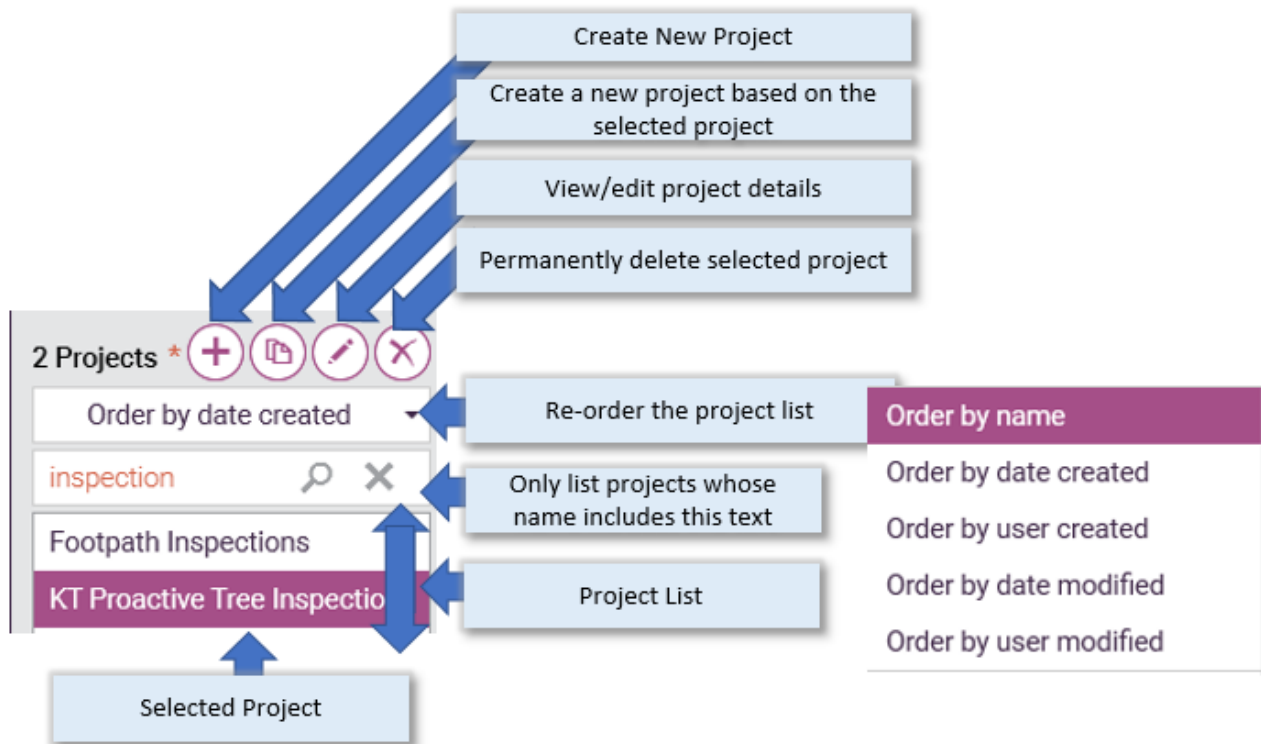 Create New Project
Create a new project based on the
selected project
View/edit project details
Permanently delete selected project
2 Projects *
Order by date created
Re-order the project list
inspection
Only list projects whose
name includes this text
Footpath Inspections
KT Proactive Tree Inspectio
Project List
Selected Project
Order by name
Order by date created
Order by user created
Order by date modified
Order by user modified